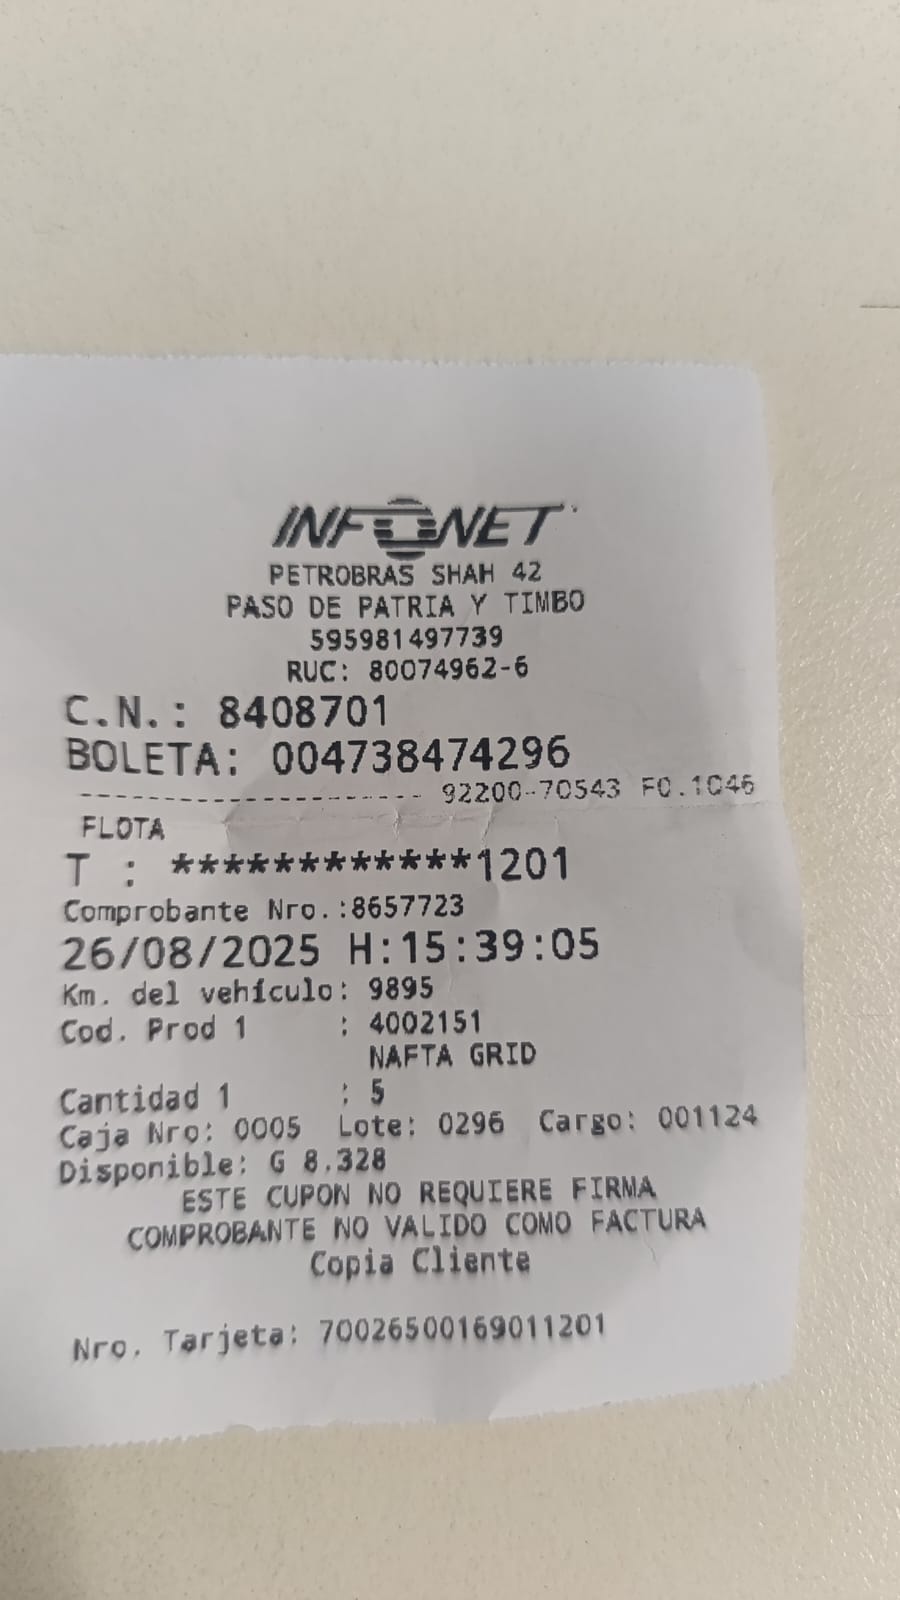 INFONET
PETROBRAS SHAH 42
PASO DE PATRIA Y TIMBO
595981497739
RUC: 80074962-6
C.N.: 8408701
BOLETA: 004738474296
-------------------- 92200-70543 F0.1046
FLOTA
T : ************1201
Comprobante Nro.:8657723
26/08/2025 H:15:39:05
Km. del vehículo: 9895
Cod. Prod 1 : 4002151
NAFTA GRID
Cantidad 1 : 5
Caja Nro: 0005 Lote: 0296 Cargo: 001124
Disponible: G 8.328
ESTE CUPON NO REQUIERE FIRMA
COMPROBANTE NO VALIDO COMO FACTURA
Copia Cliente
Nro. Tarjeta: 70026500169011201